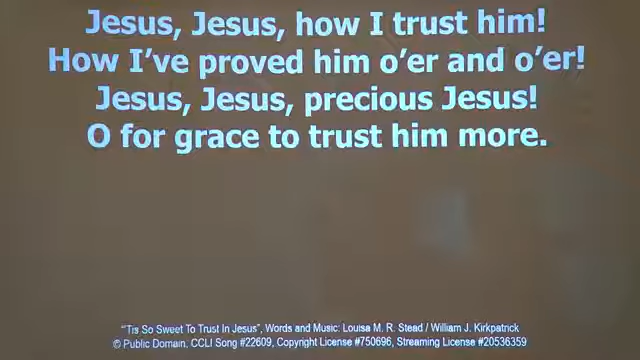 Jesus, Jesus, how I trust him!
How I've proved him o'er and o'er!
Jesus, Jesus, precious Jesus!
O for grace to trust him more.
"'Tis So Sweet To Trust In Jesus", Words and Music: Louisa M. R. Stead / William J. Kirkpatrick
© Public Domain, CCLI Song #22609, Copyright License #750696, Streaming License #20536359